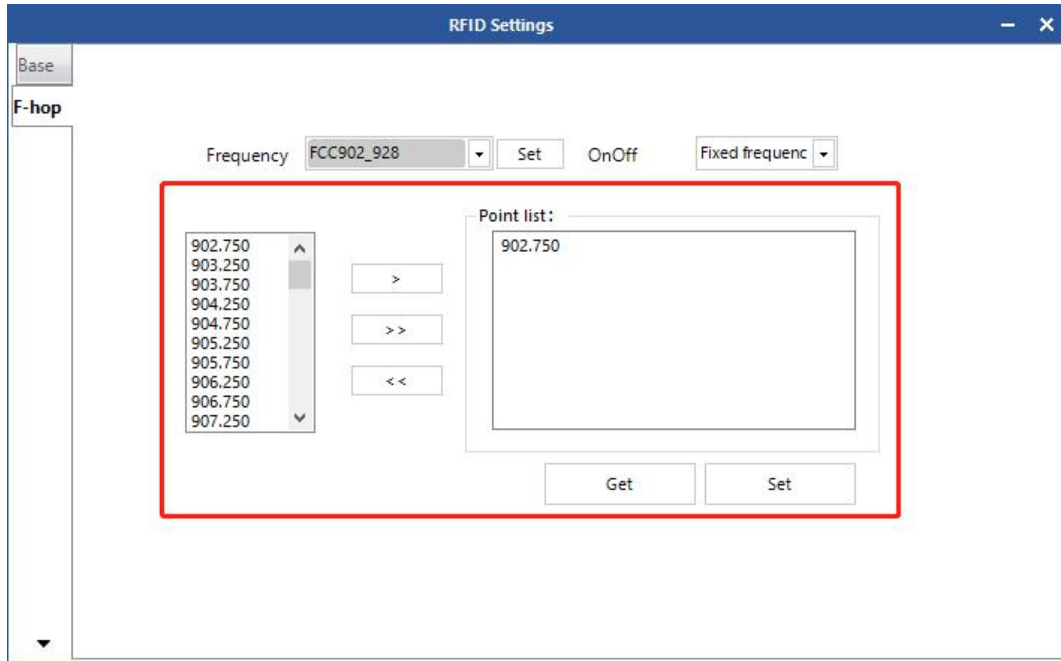 RFID Settings
Base
F-hop
Frequency FCC902_928 Set OnOff Fixed frequenc
Point list:
902.750
903.250
903.750
904.250
904.750
905.250
905.750
906.250
906.750
907.250
>
>>
<<
902.750
Get Set